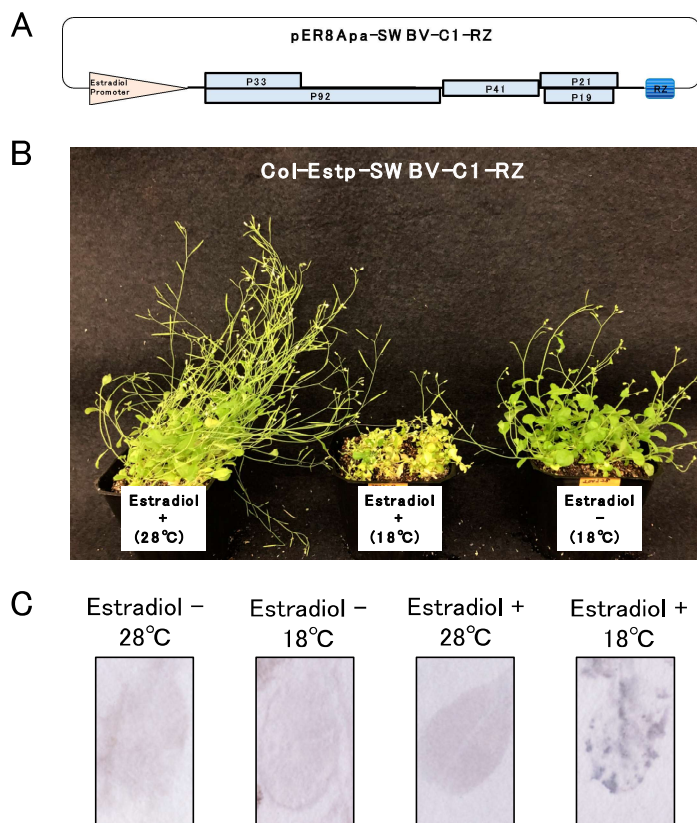 A
pER8Apa-SWBV-C1-RZ
Estradiol
Promoter
P33
P92
P41
P21
P19
RZ
B
Col-Estp-SWBV-C1-RZ
Estradiol
+
(28℃)
Estradiol
+
(18℃)
Estradiol
−
(18℃)
C
Estradiol −
28℃
Estradiol −
18℃
Estradiol +
28℃
Estradiol +
18℃